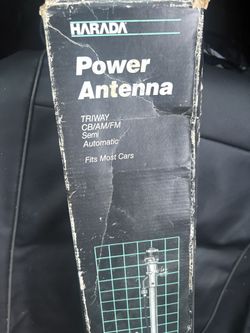 HARADA
Power
Antenna
TRIWAY
CB/AM/FM
Semi
Automatic
Fits Most Cars